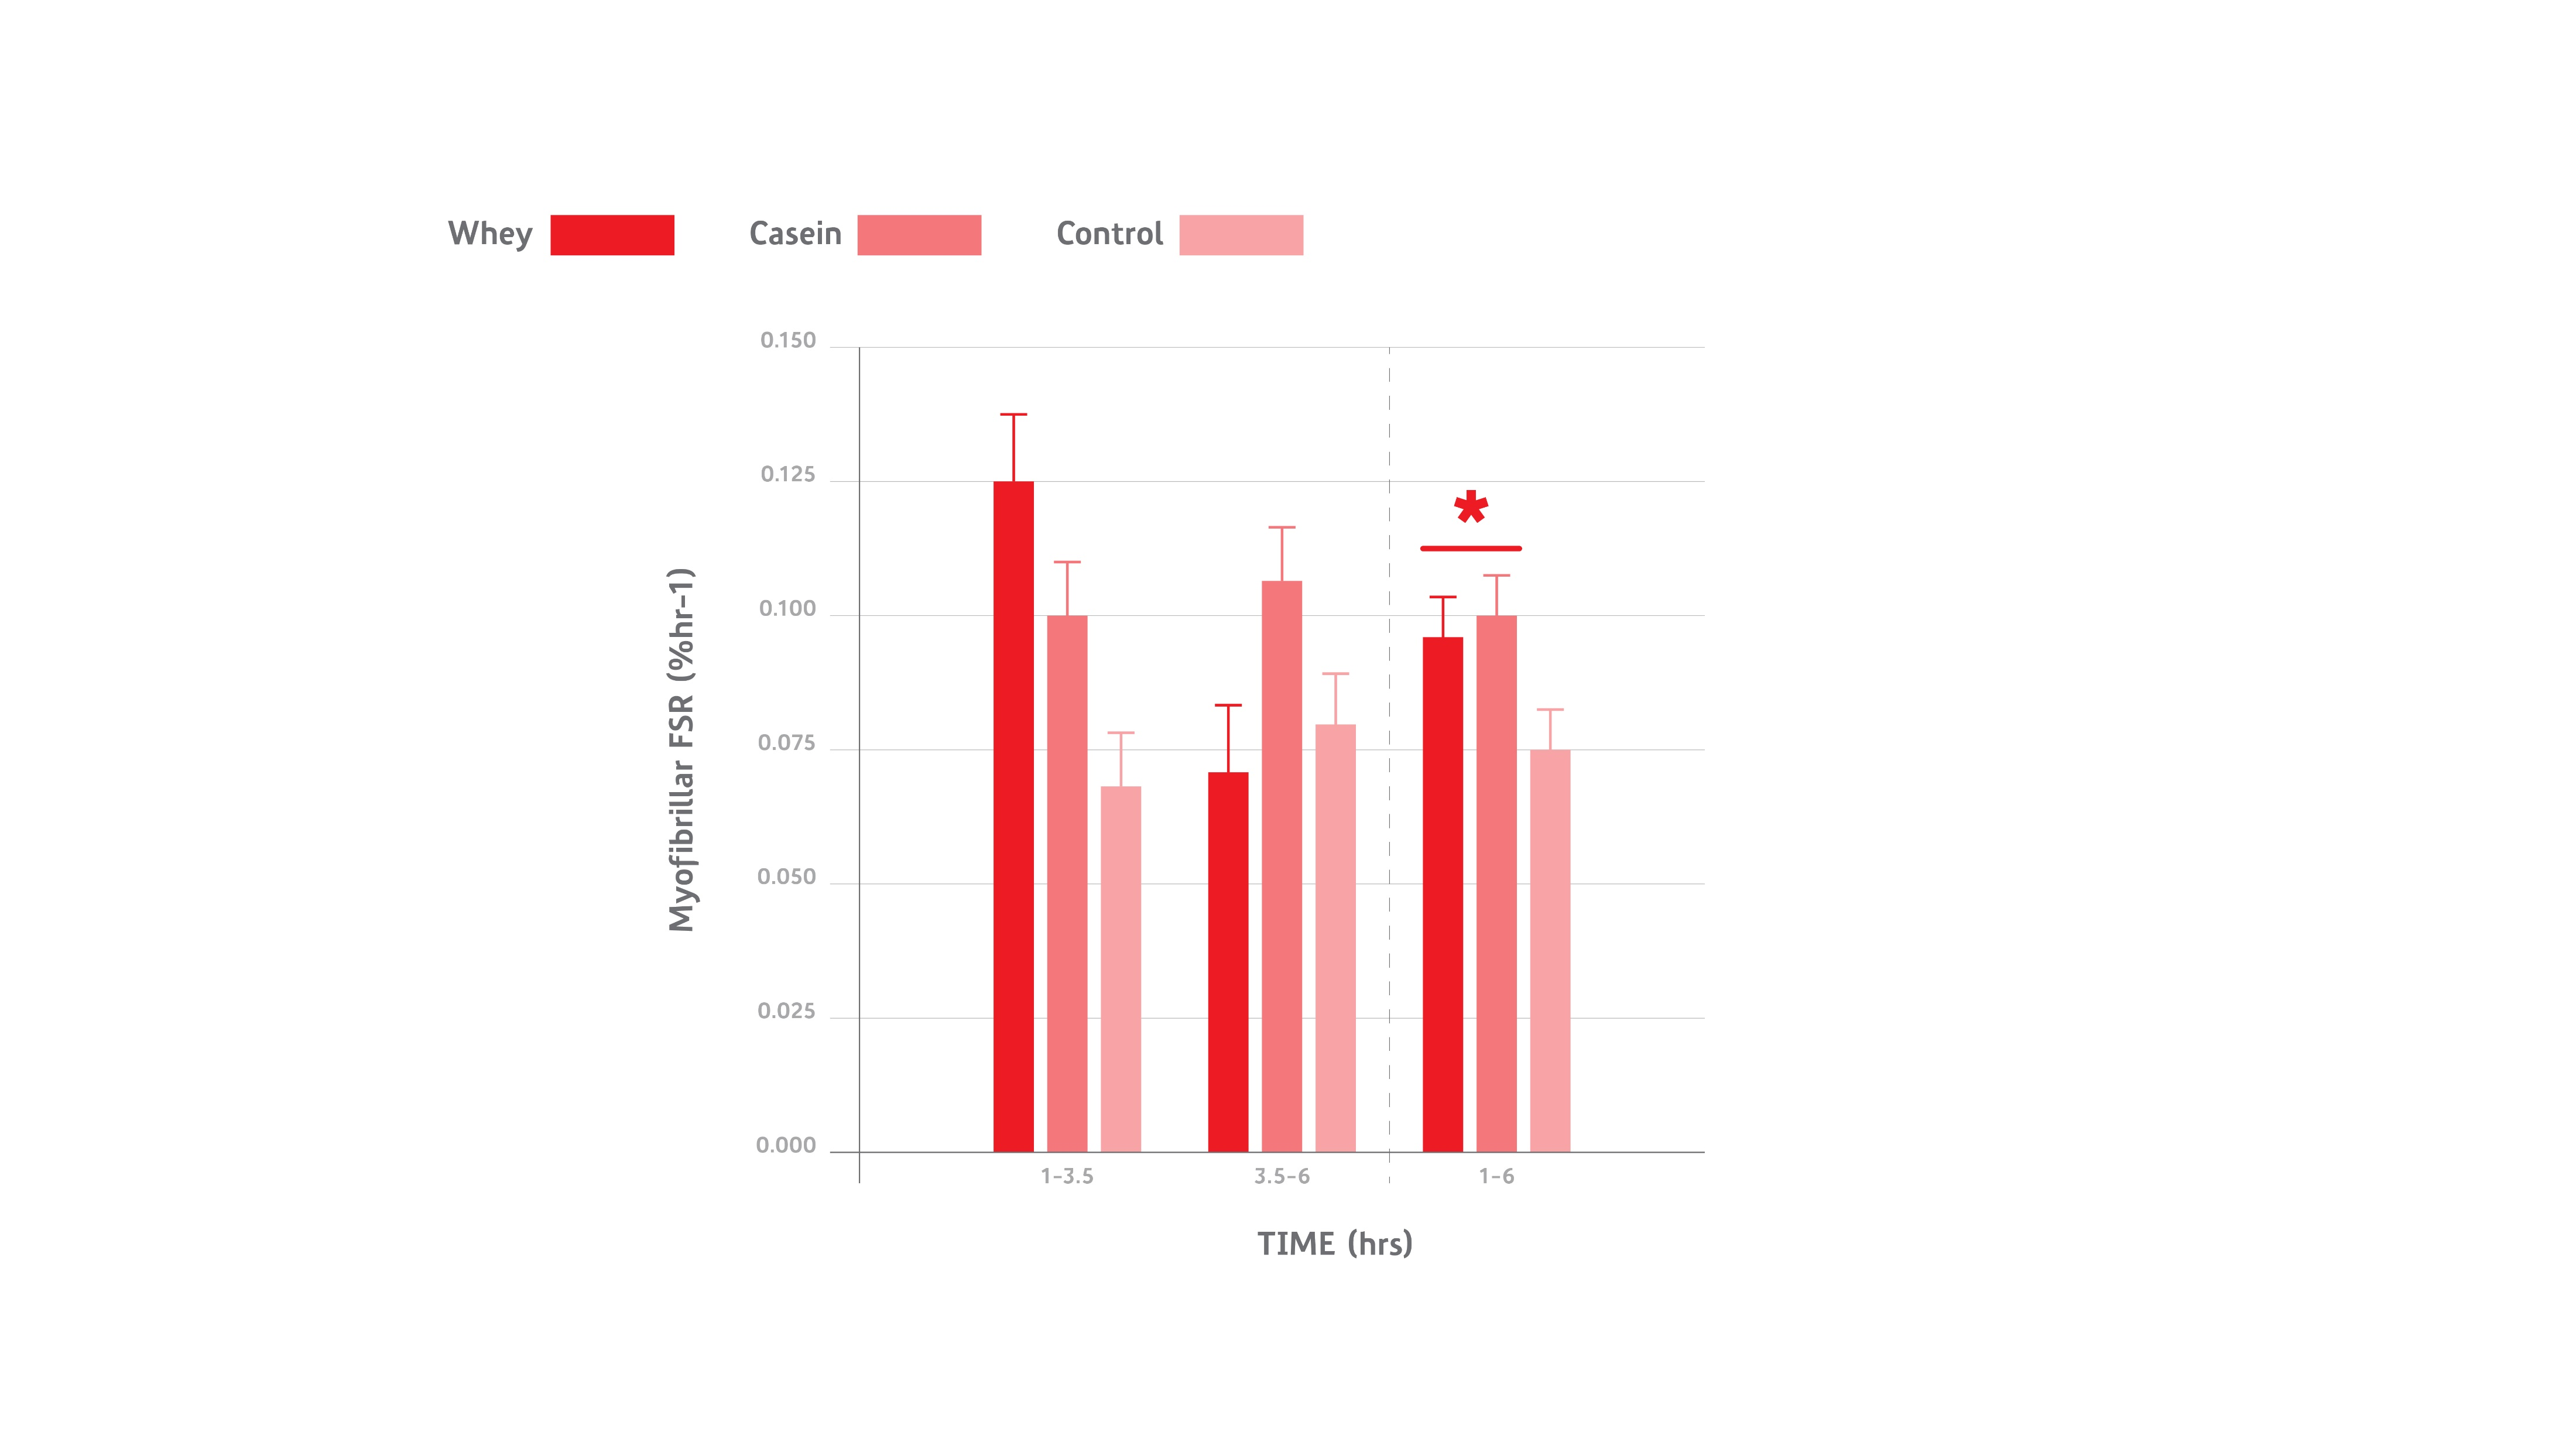 Whey Casein Control
0.150
0.125
*
0.100
0.075
0.050
0.025
0.000
Myofibrillar FSR (%hr-1)
1-3.5 3.5-6 1-6
TIME (hrs)